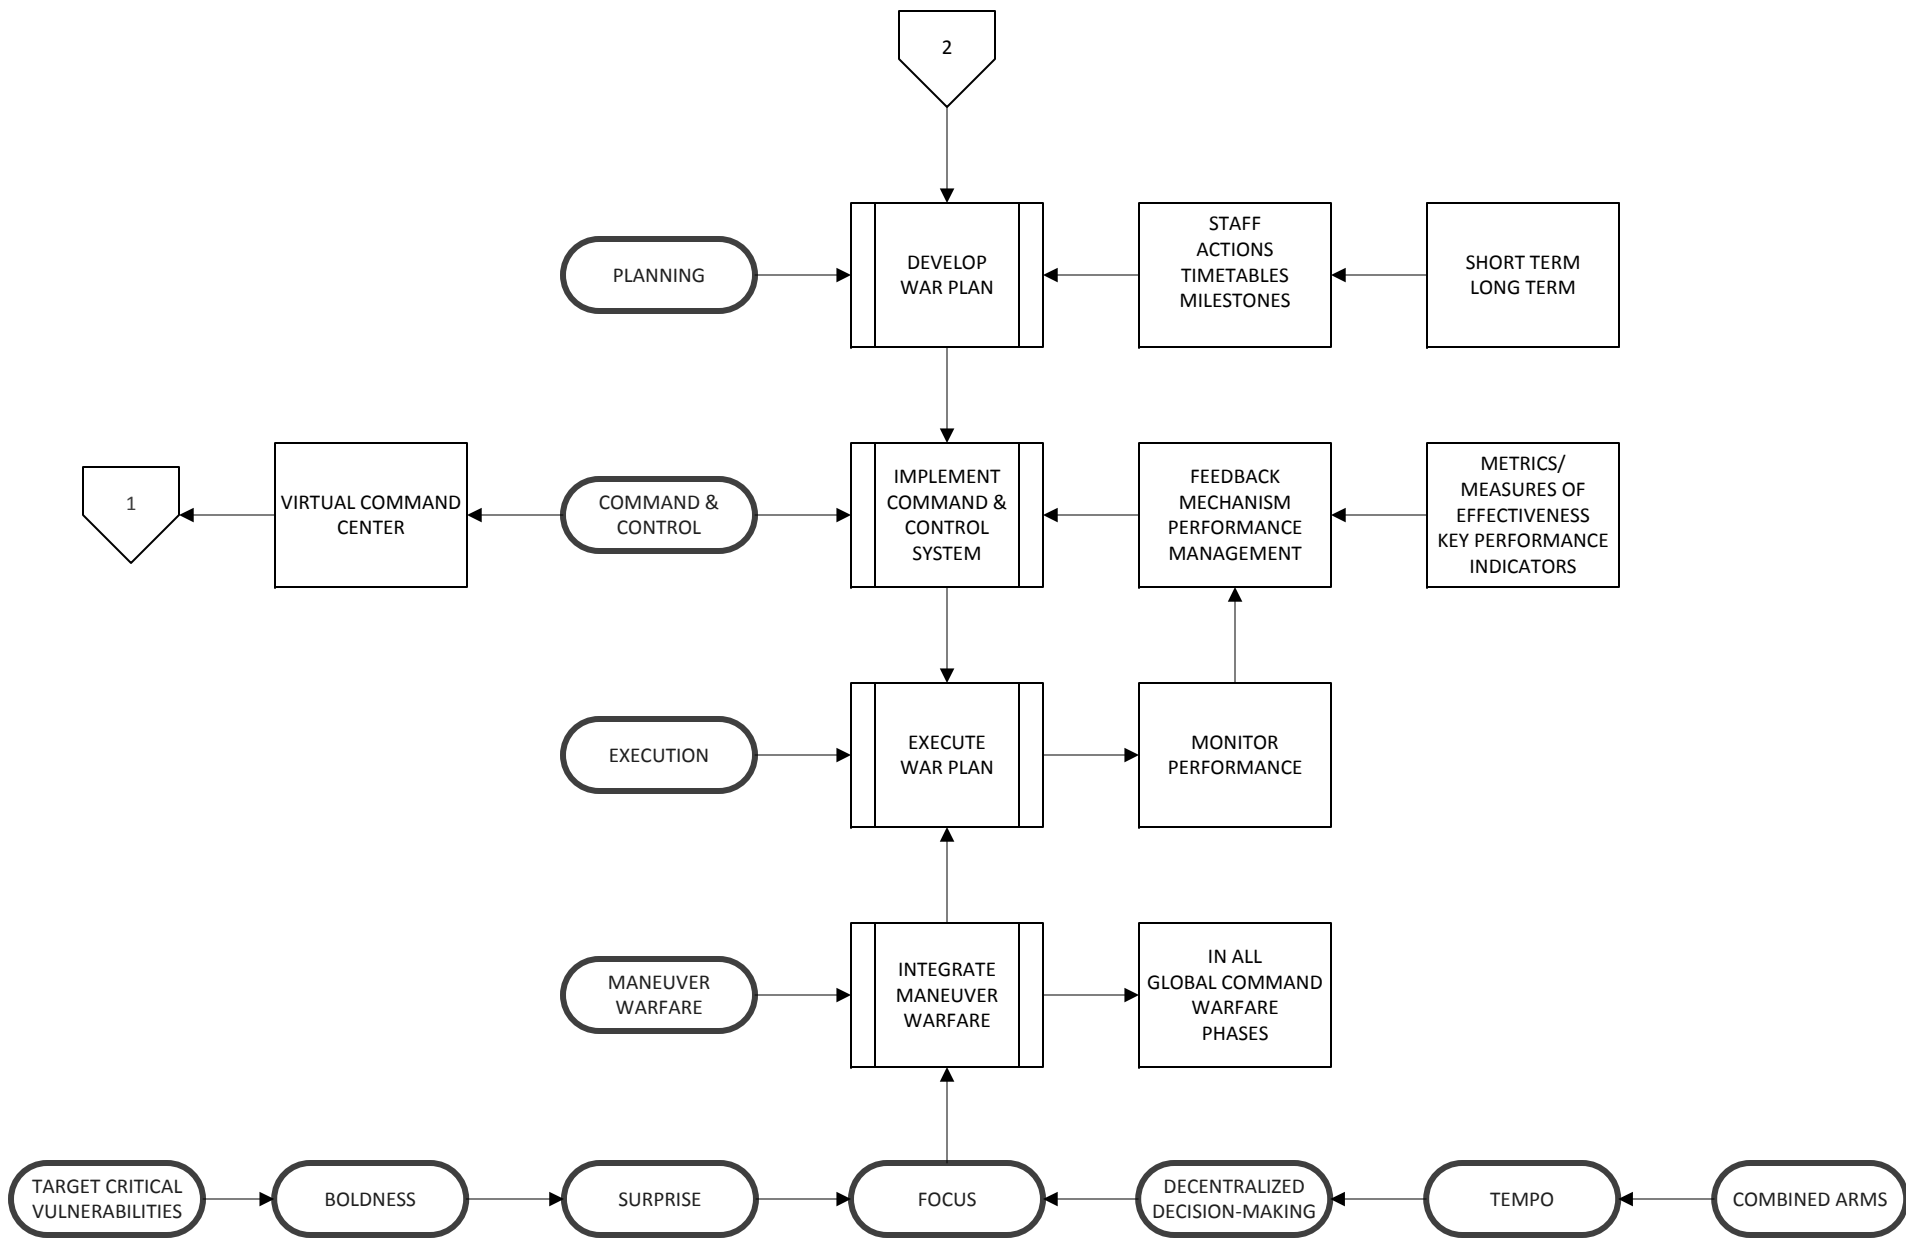 2
PLANNING
DEVELOP
WAR PLAN
STAFF
ACTIONS
TIMETABLES
MILESTONES
SHORT TERM
LONG TERM
1
VIRTUAL COMMAND
CENTER
COMMAND &
CONTROL
IMPLEMENT
COMMAND &
CONTROL
SYSTEM
FEEDBACK
MECHANISM
PERFORMANCE
MANAGEMENT
METRICS/
MEASURES OF
EFFECTIVENESS
KEY PERFORMANCE
INDICATORS
EXECUTION
EXECUTE
WAR PLAN
MONITOR
PERFORMANCE
MANEUVER
WARFARE
INTEGRATE
MANEUVER
WARFARE
IN ALL
GLOBAL COMMAND
WARFARE
PHASES
TARGET CRITICAL
VULNERABILITIES
BOLDNESS
SURPRISE
FOCUS
DECENTRALIZED
DECISION-MAKING
TEMPO
COMBINED ARMS